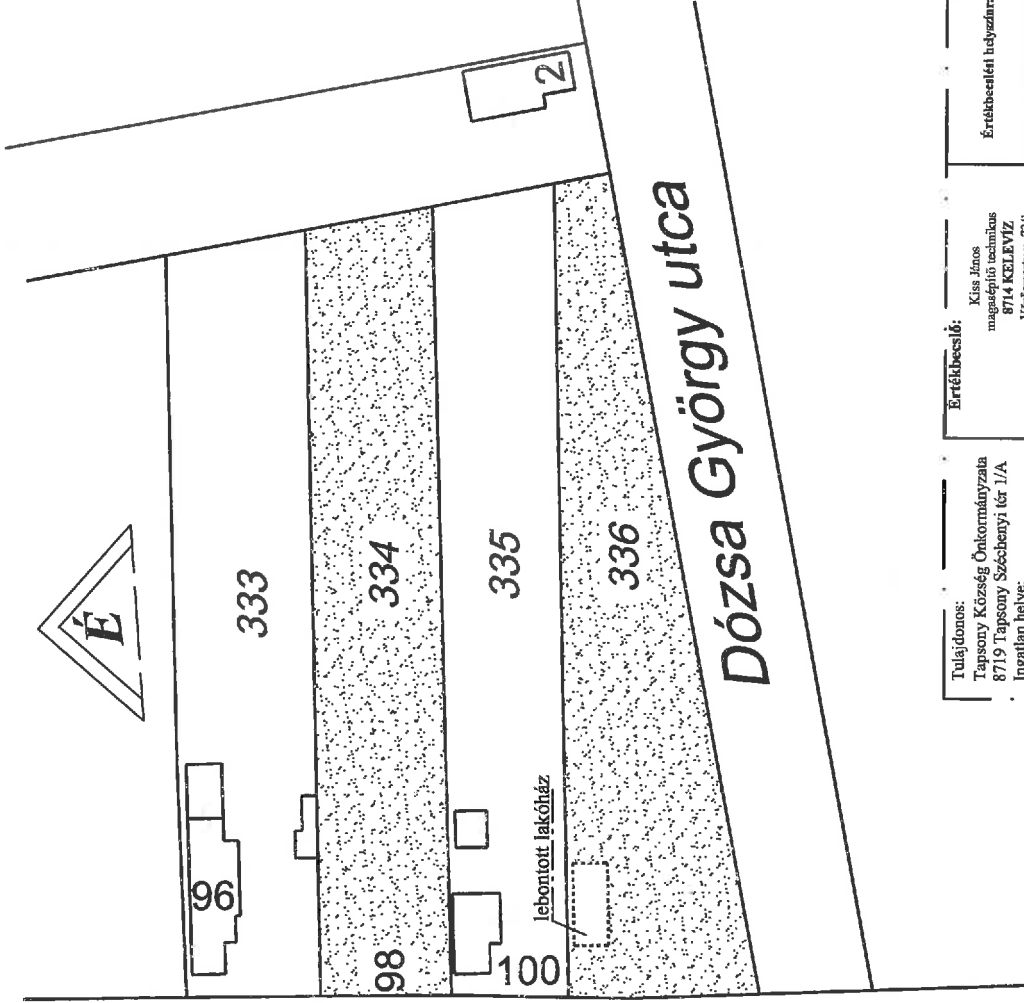 É
333
334
335
336
96
98
100
2
lebontott lakóház
Dózsa György utca
Tulajdonos:
Tapsony Község Önkormányzata
8719 Tapsony Széchenyi tér 1/A
Ingatlan helye:
Értékbecslő:
Kiss János
magasépítő technikus
8714 KELEVÍZ
Értékbecslési